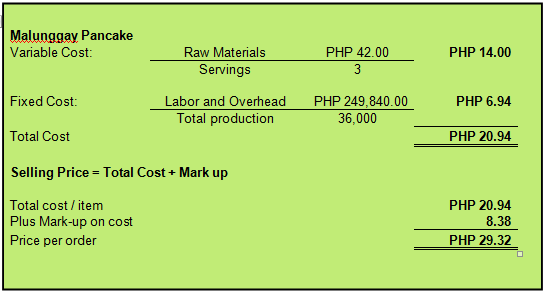 Malunggay Pancake
Variable Cost: Raw Materials PHP 42.00 PHP 14.00
Servings 3
Fixed Cost: Labor and Overhead PHP 249,840.00 PHP 6.94
Total production 36,000
Total Cost PHP 20.94
Selling Price = Total Cost + Mark up
Total cost / item PHP 20.94
Plus Mark-up on cost 8.38
Price per order PHP 29.32